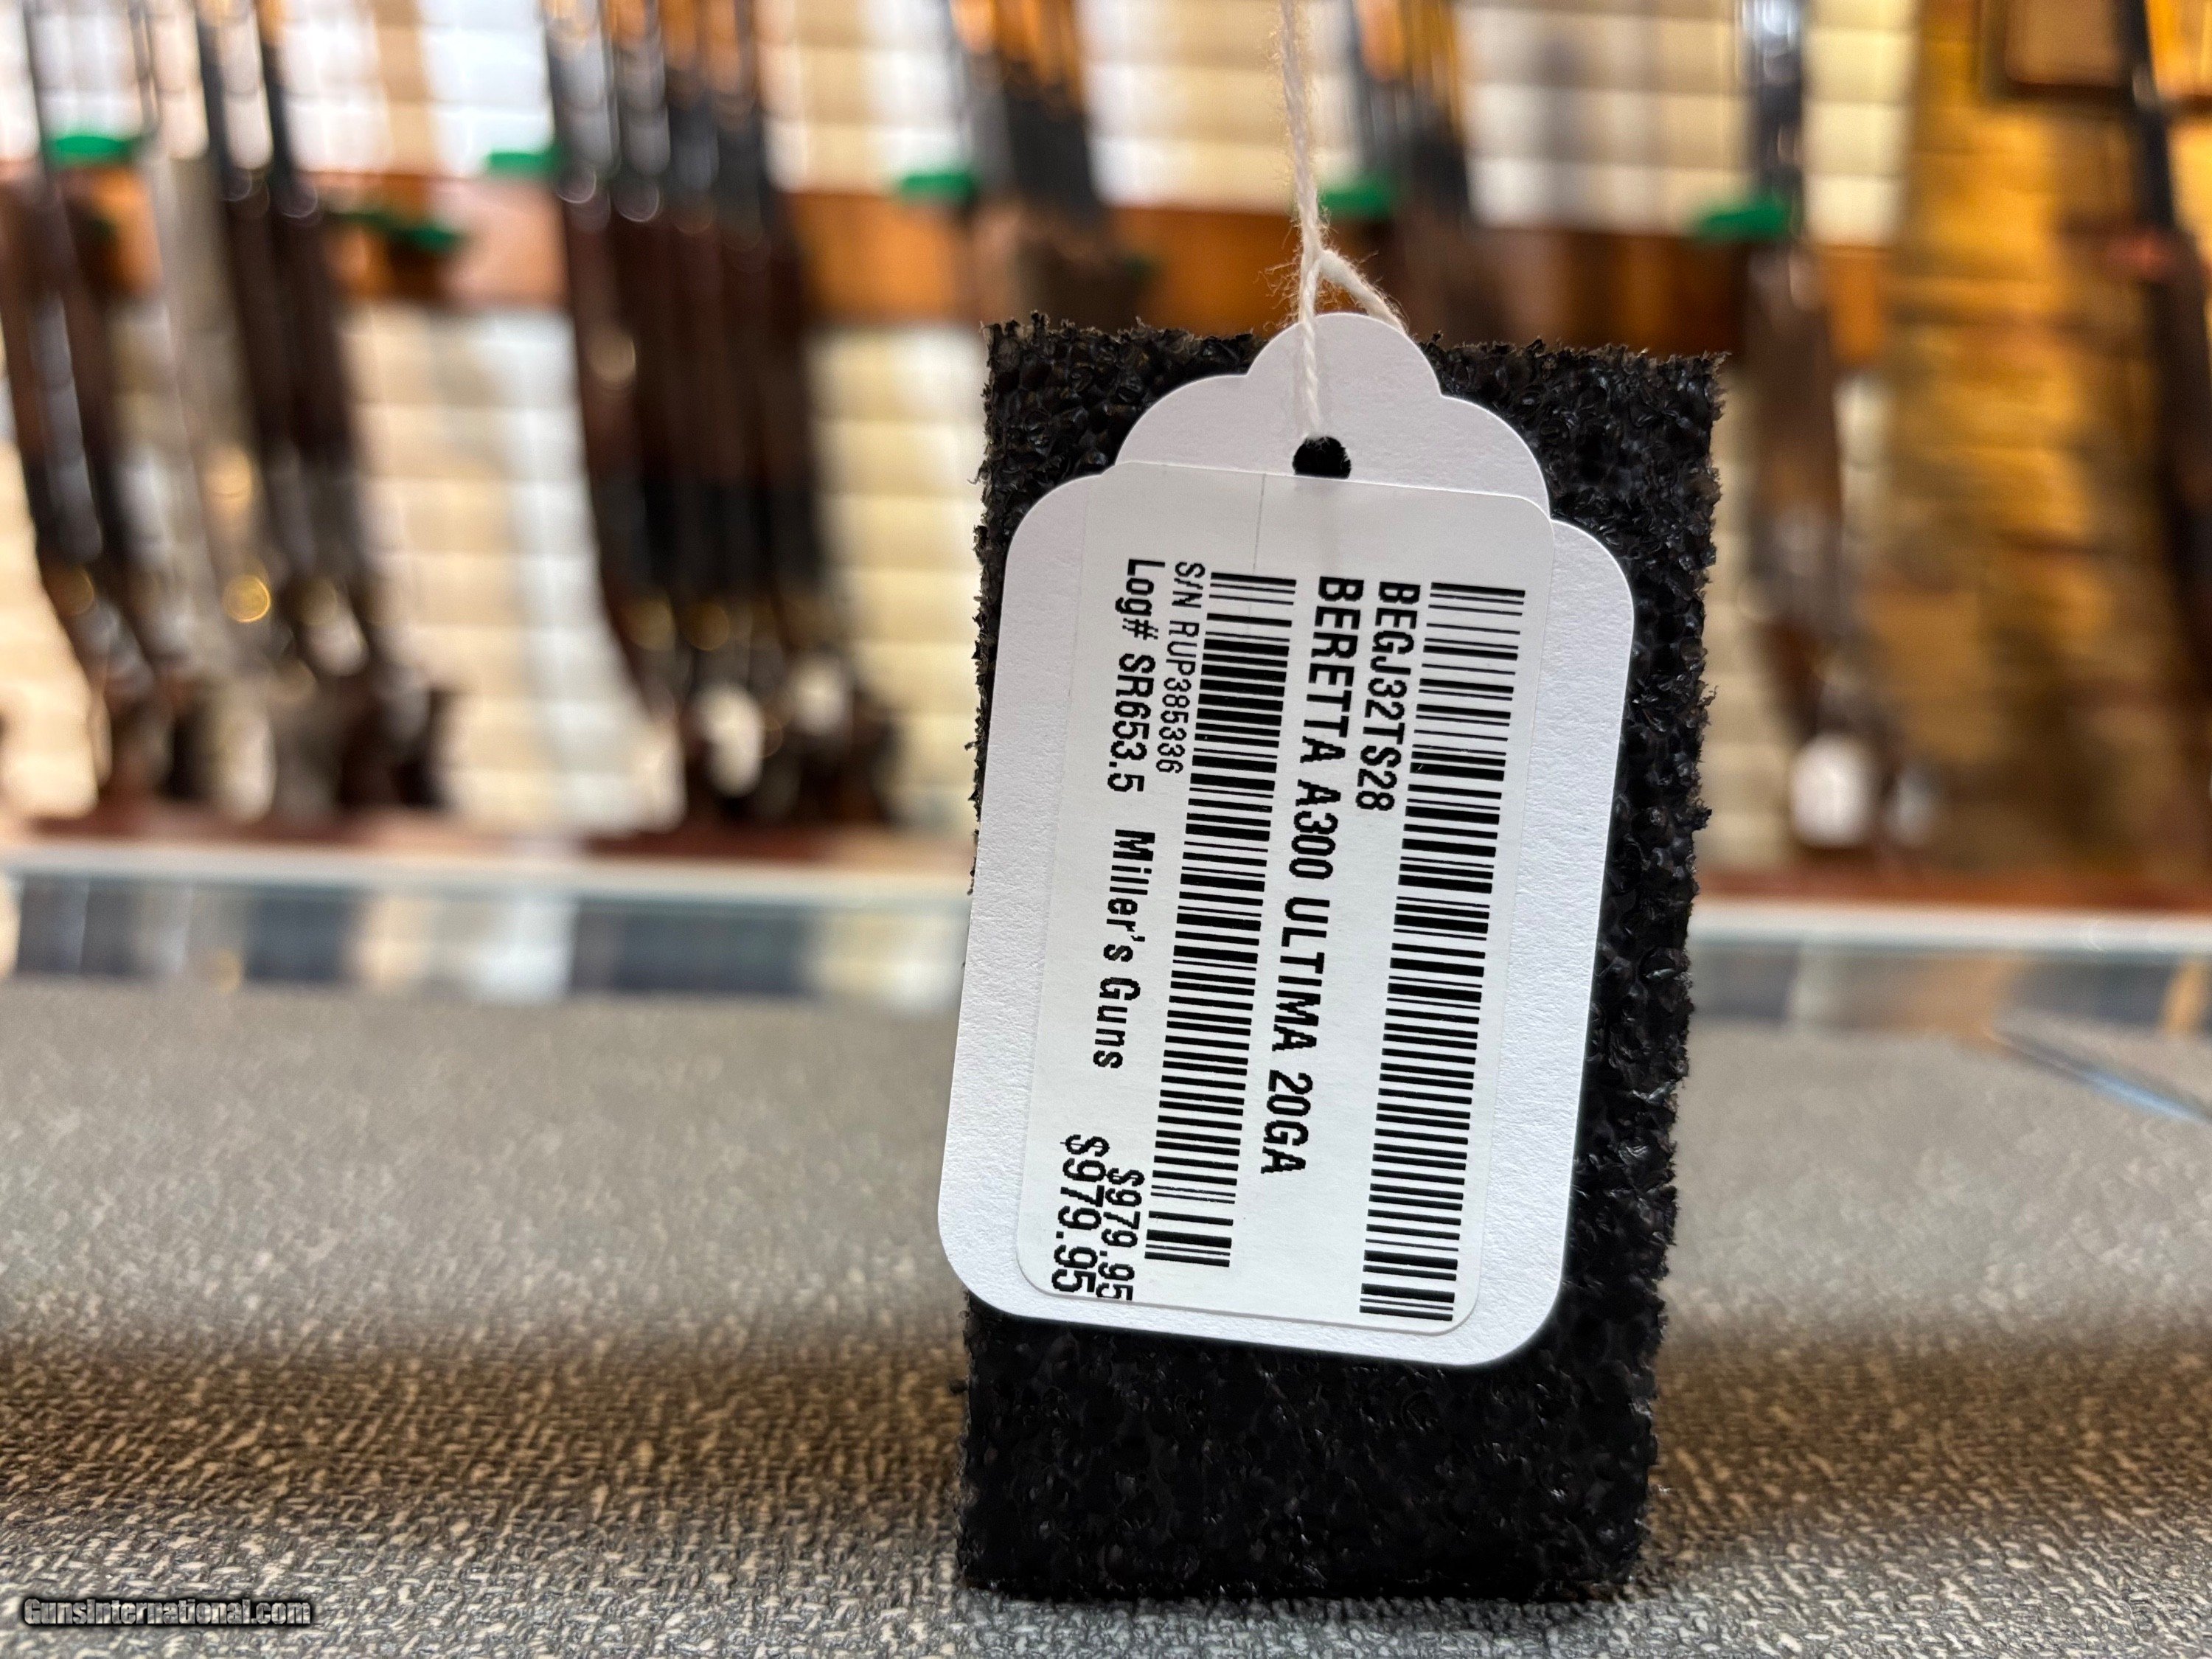 BEGJ32TS28
BERETTA A300 ULTIMA 20GA
S/N RUP385336
$979.95
Log# SR653.5 Miller's Guns
$979.95
GunsInternational.com